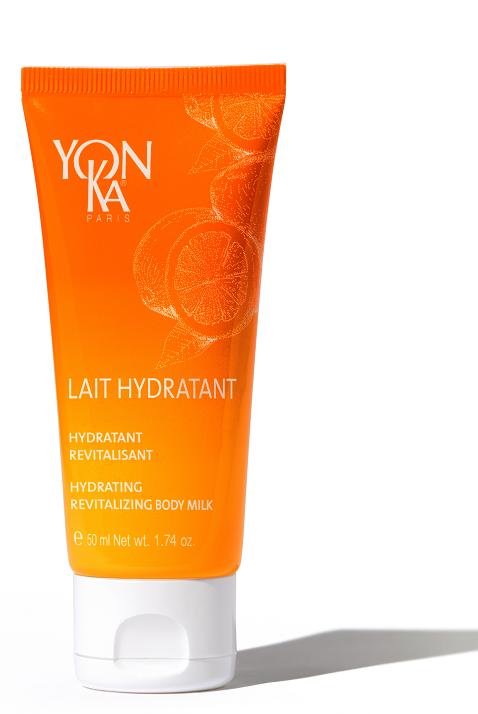 YON
KA®
PARIS
LAIT HYDRATANT
HYDRATANT
REVITALISANT
HYDRATING
REVITALIZING BODY MILK
℮ 50 ml Net wt. 1.74 oz.